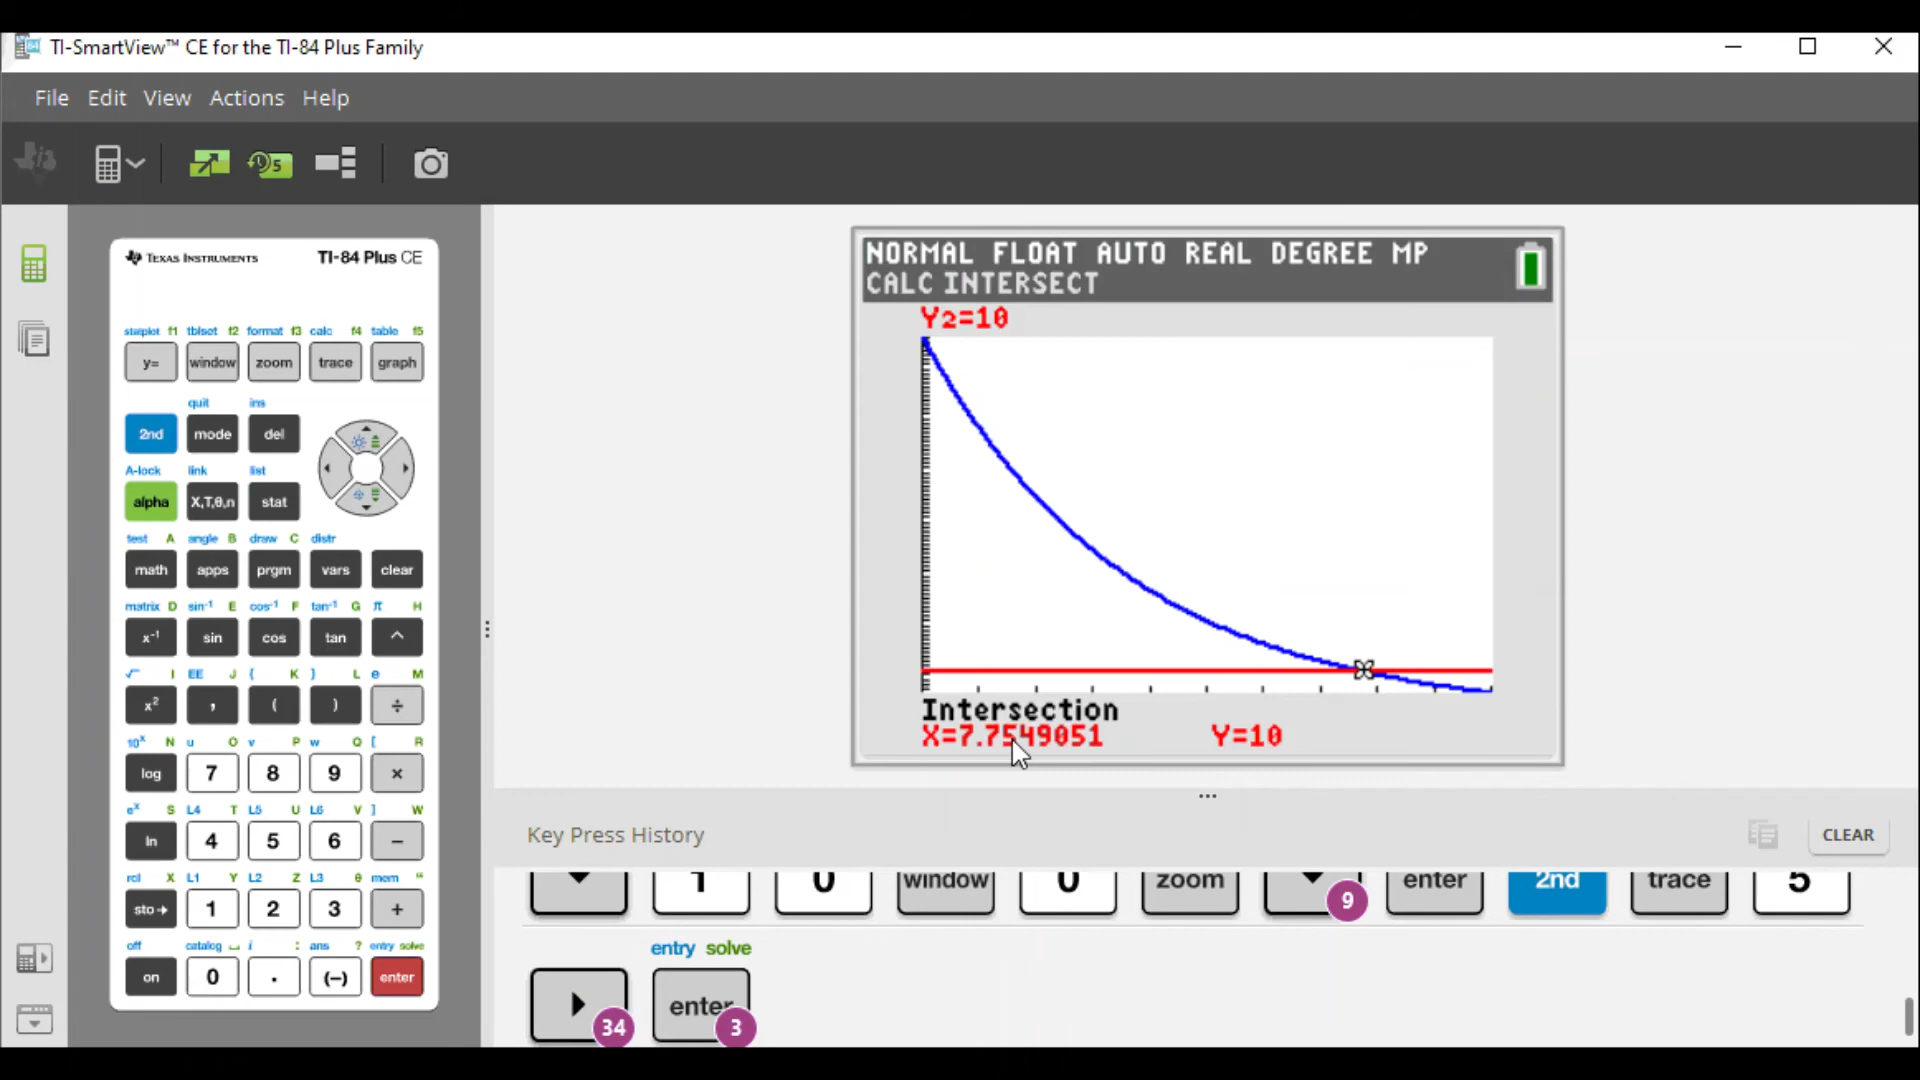 TI-SmartView™ CE for the TI-84 Plus Family
File Edit View Actions Help
TEXAS INSTRUMENTS TI-84 Plus CE
statplot f1 tblset f2 format f3 calc f4 table f5
y= window zoom trace graph
quit ins
2nd mode del
A-lock link list
alpha X,T,θ,n stat
test A angle B draw C distr
math apps prgm vars clear
matrix D sin-1 E cos-1 F tan-1 G π H
x-1 sin cos tan ^
√ I EE J { K } L e M
x2 , ( ) ÷
10x N u O v P w Q [ R
log 7 8 9 ×
ex S L4 T L5 U L6 V ] W
ln 4 5 6 −
rcl X L1 Y L2 Z L3 θ mem "
sto→ 1 2 3 +
off catalog ⎵ i : ans ? entry solve
on 0 . (−) enter
NORMAL FLOAT AUTO REAL DEGREE MP
CALC INTERSECT
Y2=10
Intersection
X=7.7549051 Y=10
Key Press History
CLEAR
1 0 window 0 zoom 9 enter 2nd trace 5
entry solve
34 enter 3